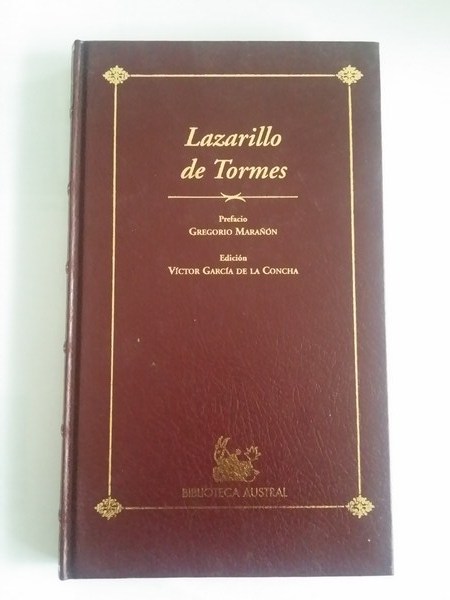 Lazarillo
de Tormes
Prefacio
GREGORIO MARAÑÓN
Edición
VÍCTOR GARCÍA DE LA CONCHA
BIBLIOTECA AUSTRAL